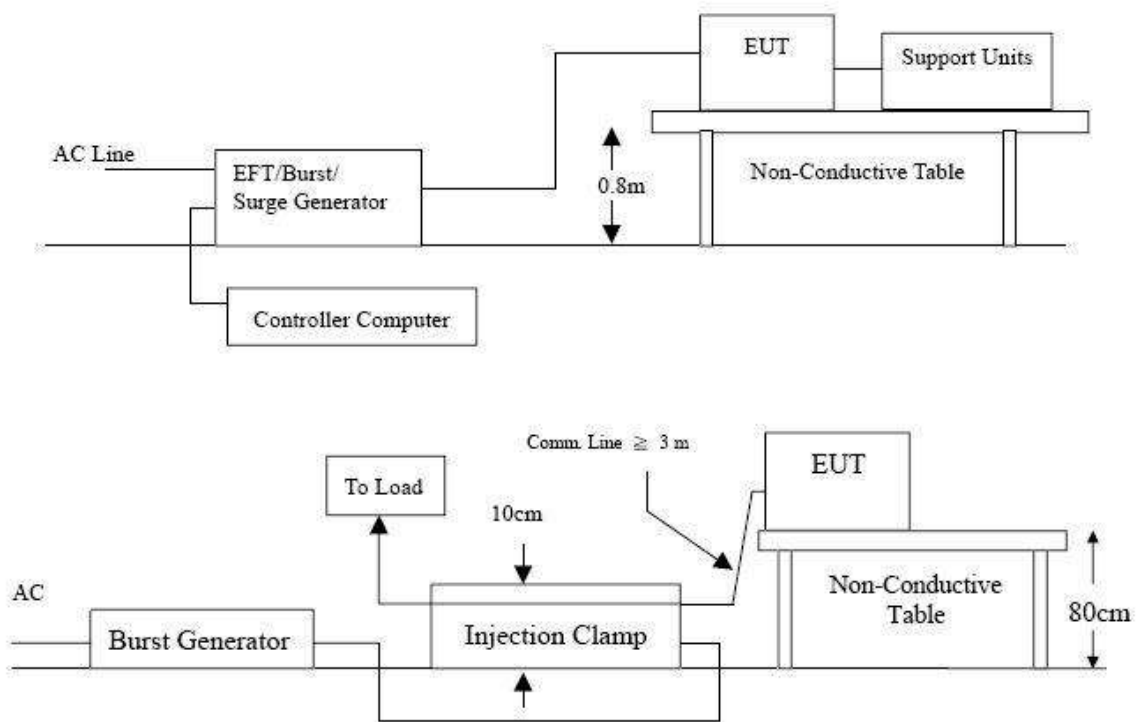 EUT
Support Units
AC Line
EFT/Burst/
Surge Generator
0.8m
Non-Conductive Table
Controller Computer
Comm. Line ≧ 3 m
EUT
To Load
10cm
AC
Non-Conductive
Table
80cm
Burst Generator
Injection Clamp